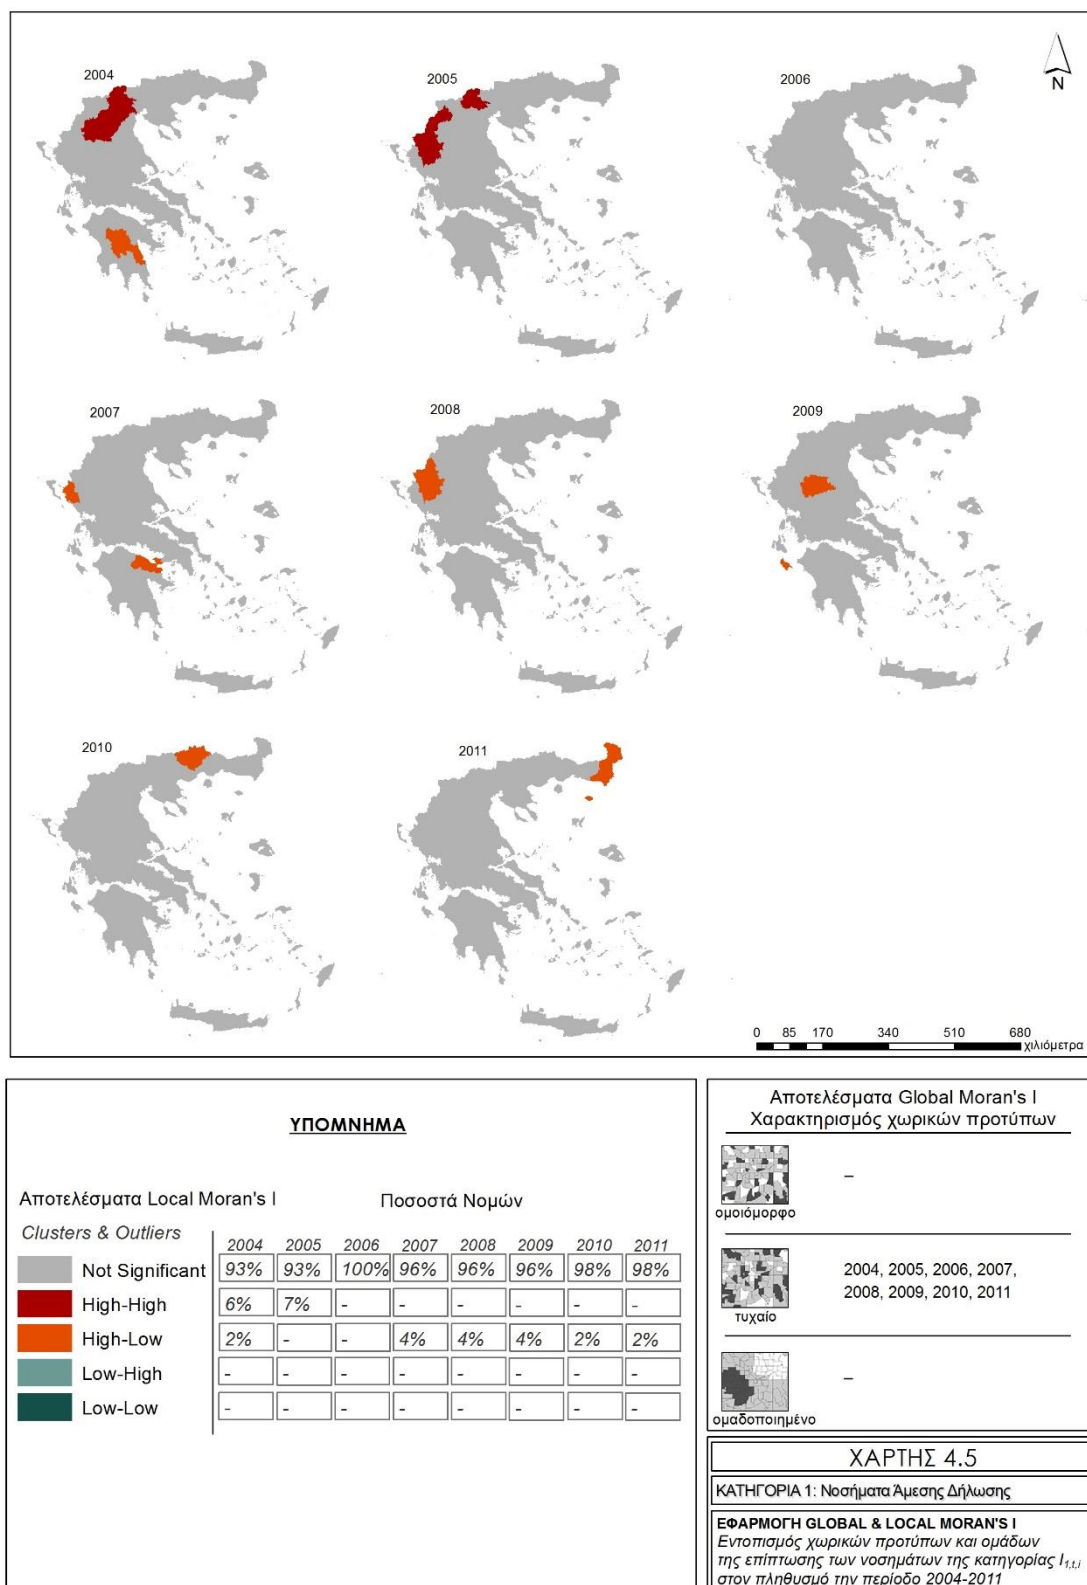 2004
2005
2006
N
2007
2008
2009
2010
2011
0 85 170 340 510 680
χιλιόμετρα
ΥΠΟΜΝΗΜΑ
Αποτελέσματα Local Moran's I
Ποσοστά Νομών
Clusters & Outliers
2004 2005 2006 2007 2008 2009 2010 2011
Not Significant 93% 93% 100% 96% 96% 96% 98% 98%
High-High 6% 7% - - - - - -
High-Low 2% - - 4% 4% 4% 2% 2%
Low-High - - - - - - - -
Low-Low - - - - - - - -
Αποτελέσματα Global Moran's I
Χαρακτηρισμός χωρικών προτύπων
–
ομοιόμορφο
2004, 2005, 2006, 2007,
2008, 2009, 2010, 2011
τυχαίο
–
ομαδοποιημένο
ΧΑΡΤΗΣ 4.5
ΚΑΤΗΓΟΡΙΑ 1: Νοσήματα Άμεσης Δήλωσης
ΕΦΑΡΜΟΓΗ GLOBAL & LOCAL MORAN'S I
Εντοπισμός χωρικών προτύπων και ομάδων
της επίπτωσης των νοσημάτων της κατηγορίας I1,t,i
στον πληθυσμό την περίοδο 2004-2011